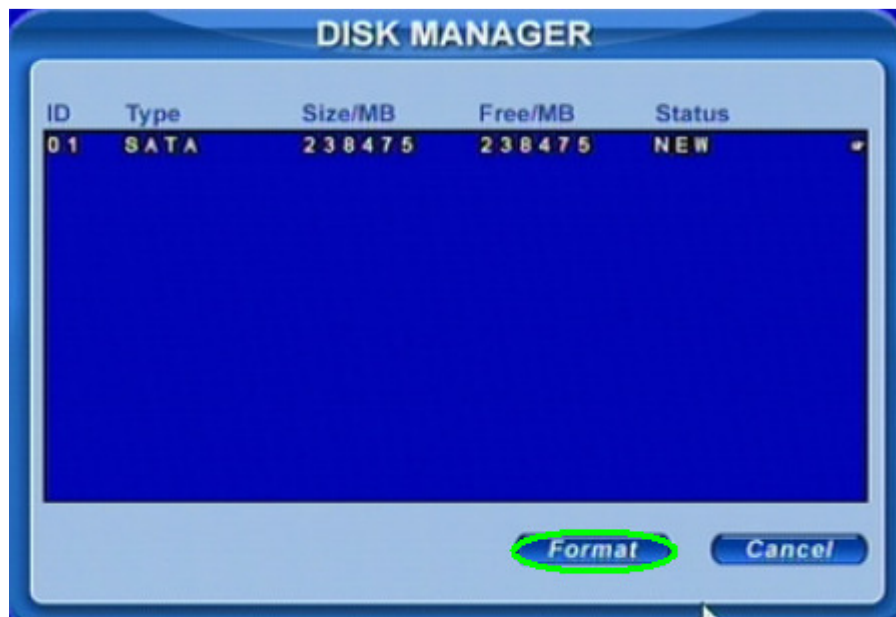 DISK MANAGER
ID Type Size/MB Free/MB Status
01 SATA 238475 238475 NEW
Format Cancel